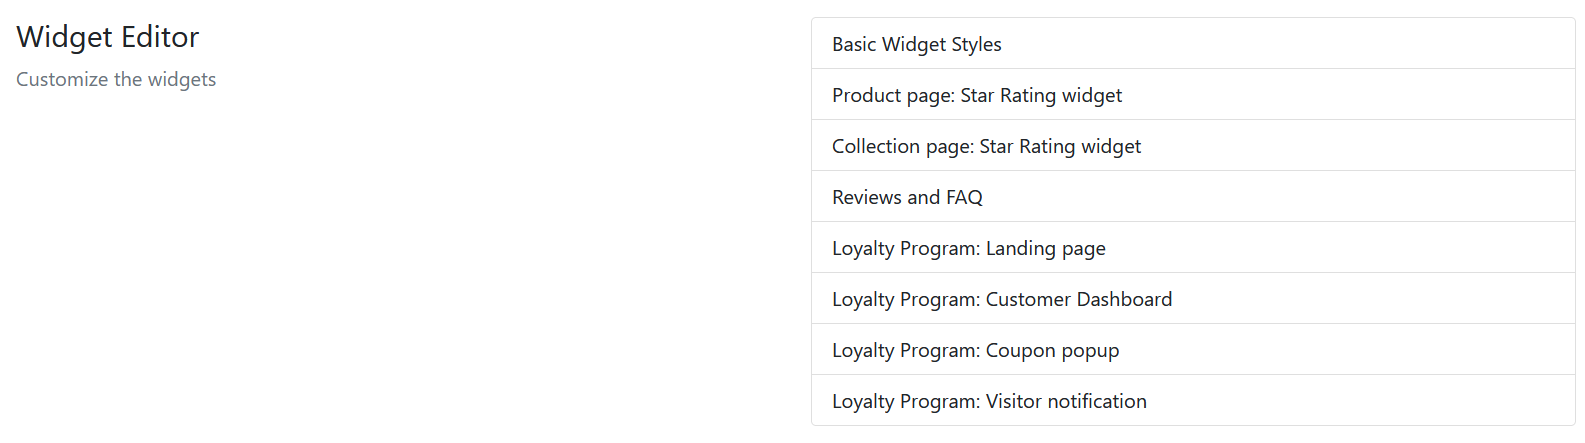 Widget Editor
Customize the widgets
Basic Widget Styles
Product page: Star Rating widget
Collection page: Star Rating widget
Reviews and FAQ
Loyalty Program: Landing page
Loyalty Program: Customer Dashboard
Loyalty Program: Coupon popup
Loyalty Program: Visitor notification